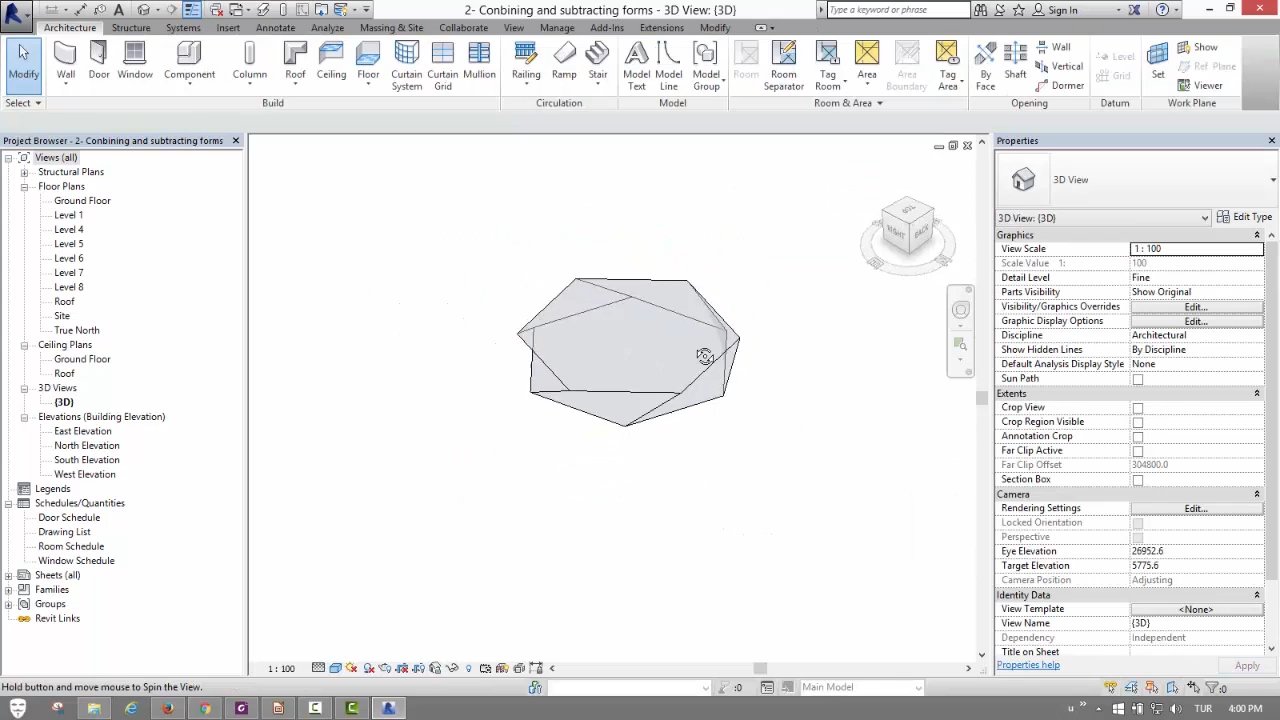 2- Conbining and subtracting forms - 3D View: {3D}
Type a keyword or phrase
Sign In
Architecture Structure Systems Insert Annotate Analyze Massing & Site Collaborate View Manage Add-Ins Extensions Modify
Modify Wall Door Window Component Column Roof Ceiling Floor Curtain System Curtain Grid Mullion Railing Ramp Stair Model Text Model Line Model Group Room Room Separator Tag Room Area Area Boundary Tag Area By Face Shaft Wall Vertical Dormer Level Grid Set Show Ref Plane Viewer
Select Build Circulation Model Room & Area Opening Datum Work Plane
Project Browser - 2- Conbining and subtracting forms
Views (all)
Structural Plans
Floor Plans
Ground Floor
Level 1
Level 4
Level 5
Level 6
Level 7
Level 8
Roof
Site
True North
Ceiling Plans
Ground Floor
Roof
3D Views
{3D}
Elevations (Building Elevation)
East Elevation
North Elevation
South Elevation
West Elevation
Legends
Schedules/Quantities
Door Schedule
Drawing List
Room Schedule
Window Schedule
Sheets (all)
Families
Groups
Revit Links
RIGHT
BACK
Properties
3D View
3D View: {3D} Edit Type
Graphics
View Scale 1 : 100
Scale Value 1: 100
Detail Level Fine
Parts Visibility Show Original
Visibility/Graphics Overrides Edit...
Graphic Display Options Edit...
Discipline Architectural
Show Hidden Lines By Discipline
Default Analysis Display Style None
Sun Path
Extents
Crop View
Crop Region Visible
Annotation Crop
Far Clip Active
Far Clip Offset 304800.0
Section Box
Camera
Rendering Settings Edit...
Locked Orientation
Perspective
Eye Elevation 26952.6
Target Elevation 5775.6
Camera Position Adjusting
Identity Data
View Template <None>
View Name {3D}
Dependency Independent
Title on Sheet
Properties help Apply
1 : 100
Hold button and move mouse to Spin the View.
:0
Main Model
:0
TUR 4:00 PM